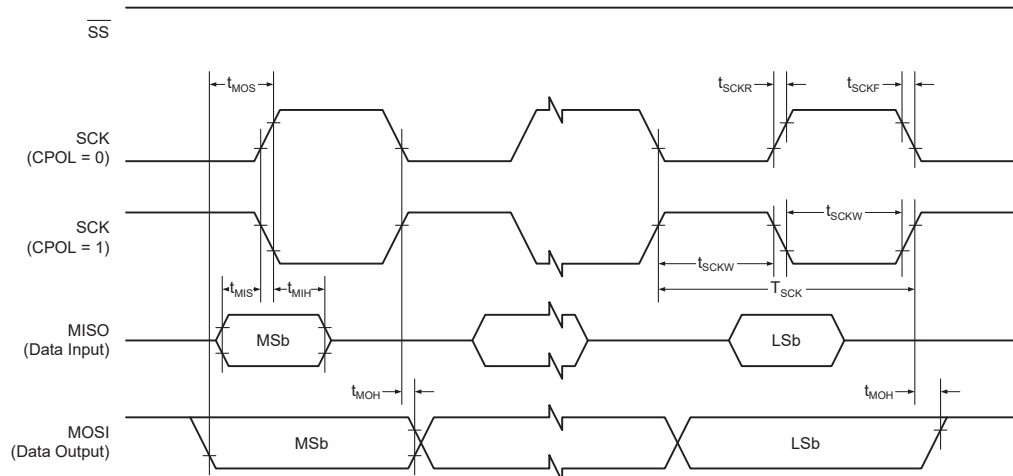 SS
tMOS
tSCKR
tSCKF
SCK
(CPOL = 0)
SCK
(CPOL = 1)
tSCKW
tSCKW
TSCK
tMIS
tMIH
MISO
(Data Input)
MSb
LSb
tMOH
tMOH
MOSI
(Data Output)
MSb
LSb